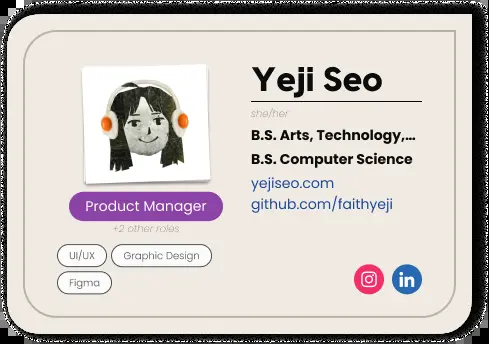 Yeji Seo
she/her
B.S. Arts, Technology,...
B.S. Computer Science
yejiseo.com
github.com/faithyeji
Product Manager
+2 other roles
UI/UX
Graphic Design
Figma
in